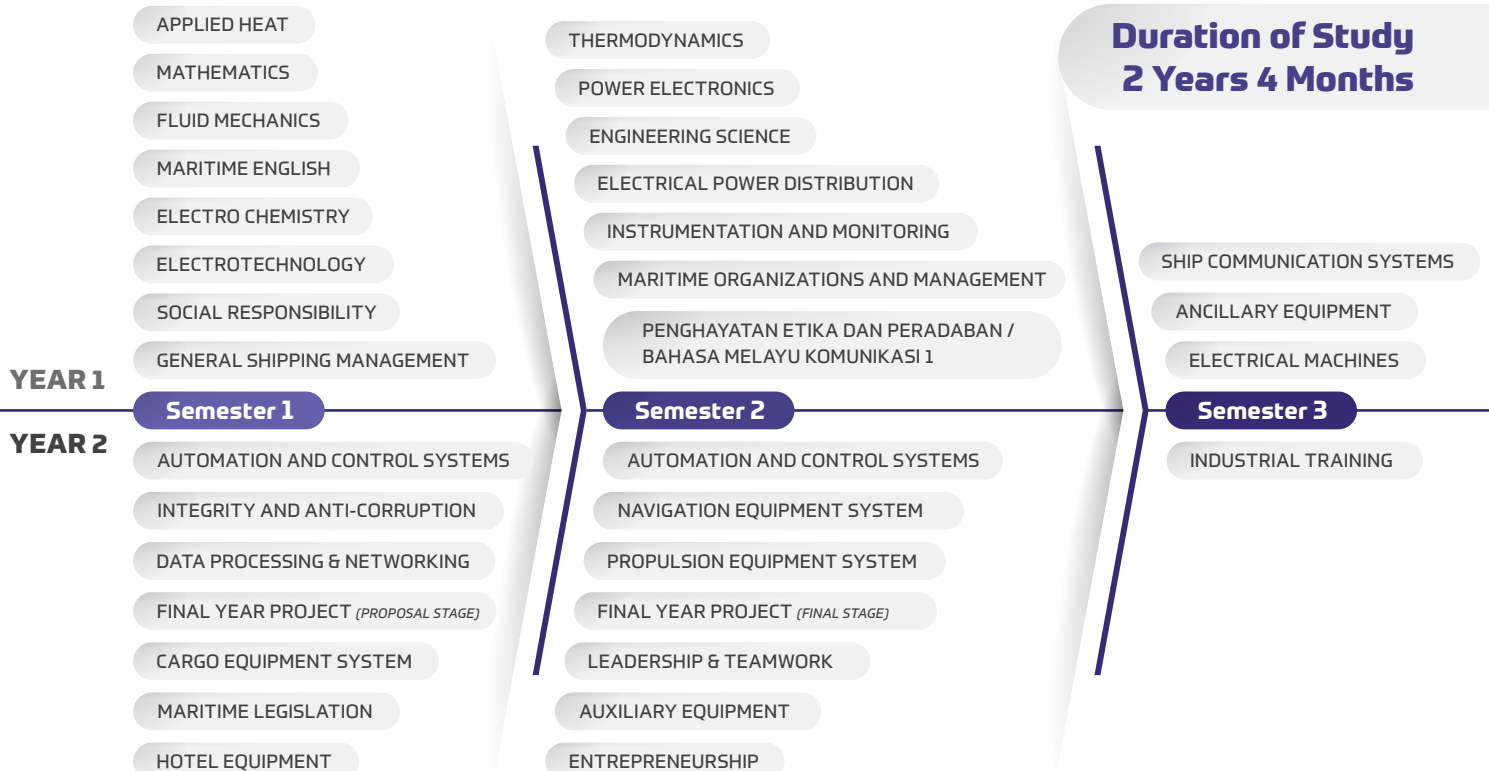 Duration of Study
2 Years 4 Months
YEAR 1
APPLIED HEAT
MATHEMATICS
FLUID MECHANICS
MARITIME ENGLISH
ELECTRO CHEMISTRY
ELECTROTECHNOLOGY
SOCIAL RESPONSIBILITY
GENERAL SHIPPING MANAGEMENT
THERMODYNAMICS
POWER ELECTRONICS
ENGINEERING SCIENCE
ELECTRICAL POWER DISTRIBUTION
INSTRUMENTATION AND MONITORING
MARITIME ORGANIZATIONS AND MANAGEMENT
PENGHAYATAN ETIKA DAN PERADABAN /
BAHASA MELAYU KOMUNIKASI 1
SHIP COMMUNICATION SYSTEMS
ANCILLARY EQUIPMENT
ELECTRICAL MACHINES
Semester 1
Semester 2
Semester 3
YEAR 2
AUTOMATION AND CONTROL SYSTEMS
INTEGRITY AND ANTI-CORRUPTION
DATA PROCESSING & NETWORKING
FINAL YEAR PROJECT (PROPOSAL STAGE)
CARGO EQUIPMENT SYSTEM
MARITIME LEGISLATION
HOTEL EQUIPMENT
AUTOMATION AND CONTROL SYSTEMS
NAVIGATION EQUIPMENT SYSTEM
PROPULSION EQUIPMENT SYSTEM
FINAL YEAR PROJECT (FINAL STAGE)
LEADERSHIP & TEAMWORK
AUXILIARY EQUIPMENT
ENTREPRENEURSHIP
INDUSTRIAL TRAINING